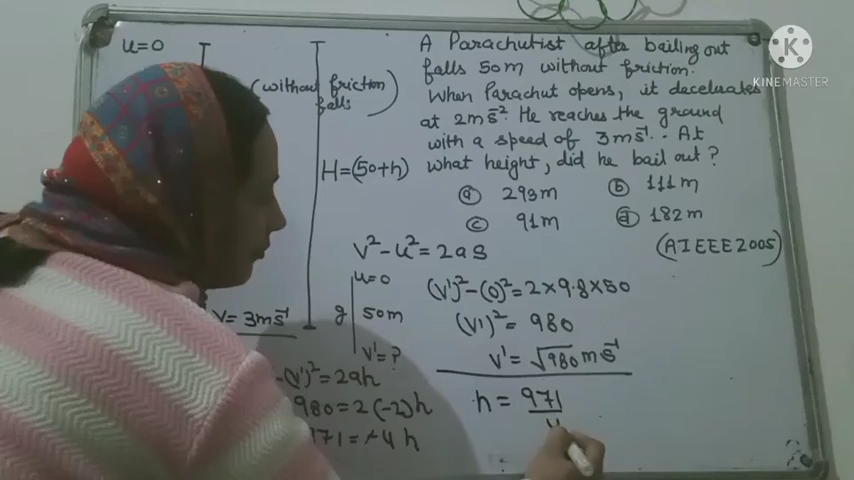 KINEMASTER
u=0
(without friction
falls)
A Parachutist after bailing out
falls 50m without friction.
When Parachut opens, it decelerates
at 2ms⁻². He reaches the ground
with a speed of 3ms⁻¹. At
what height, did he bail out?
H=(50+h)
ⓐ 293m ⓑ 111m
ⓒ 91m ⓓ 182m
(AIEEE2005)
V²-u²=2as
u=0
g 50m
v'=?
(v')²-(0)²=2×9.8×50
(v')²=980
v'=√980 ms⁻¹
V=3ms⁻¹
-(v')²=2ah
980=2(-2)h
971=-4h
h=971